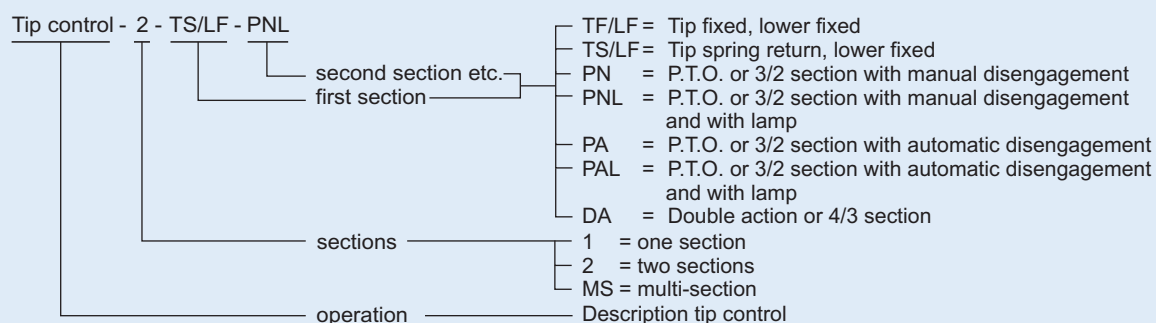 Tip control - 2 - TS/LF - PNL
TF/LF = Tip fixed, lower fixed
TS/LF = Tip spring return, lower fixed
second section etc.
PN = P.T.O. or 3/2 section with manual disengagement
first section
PNL = P.T.O. or 3/2 section with manual disengagement
and with lamp
PA = P.T.O. or 3/2 section with automatic disengagement
PAL = P.T.O. or 3/2 section with automatic disengagement
and with lamp
DA = Double action or 4/3 section
sections
1 = one section
2 = two sections
MS = multi-section
operation
Description tip control